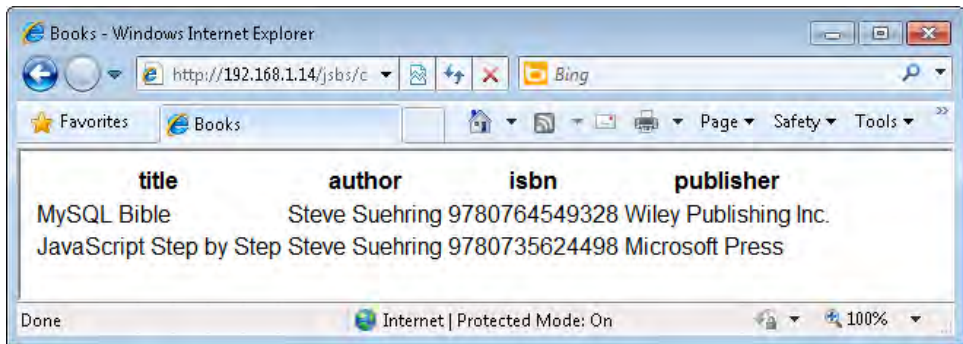 Books - Windows Internet Explorer
http://192.168.1.14/jsbs/c
Bing
Favorites
Books
Page
Safety
Tools
title author isbn publisher
MySQL Bible Steve Suehring 9780764549328 Wiley Publishing Inc.
JavaScript Step by Step Steve Suehring 9780735624498 Microsoft Press
Done
Internet | Protected Mode: On
100%